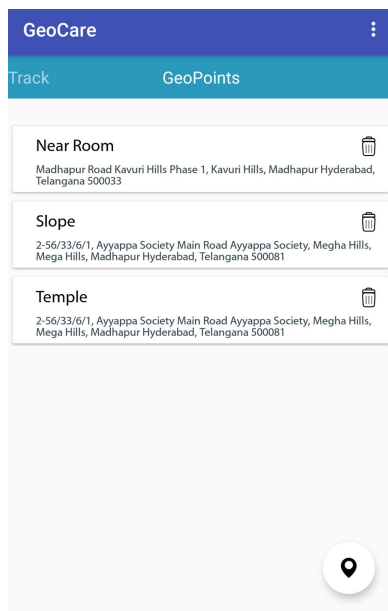 GeoCare
Track GeoPoints
Near Room
Madhapur Road Kavuri Hills Phase 1, Kavuri Hills, Madhapur Hyderabad,
Telangana 500033
Slope
2-56/33/6/1, Ayyappa Society Main Road Ayyappa Society, Megha Hills,
Mega Hills, Madhapur Hyderabad, Telangana 500081
Temple
2-56/33/6/1, Ayyappa Society Main Road Ayyappa Society, Megha Hills,
Mega Hills, Madhapur Hyderabad, Telangana 500081